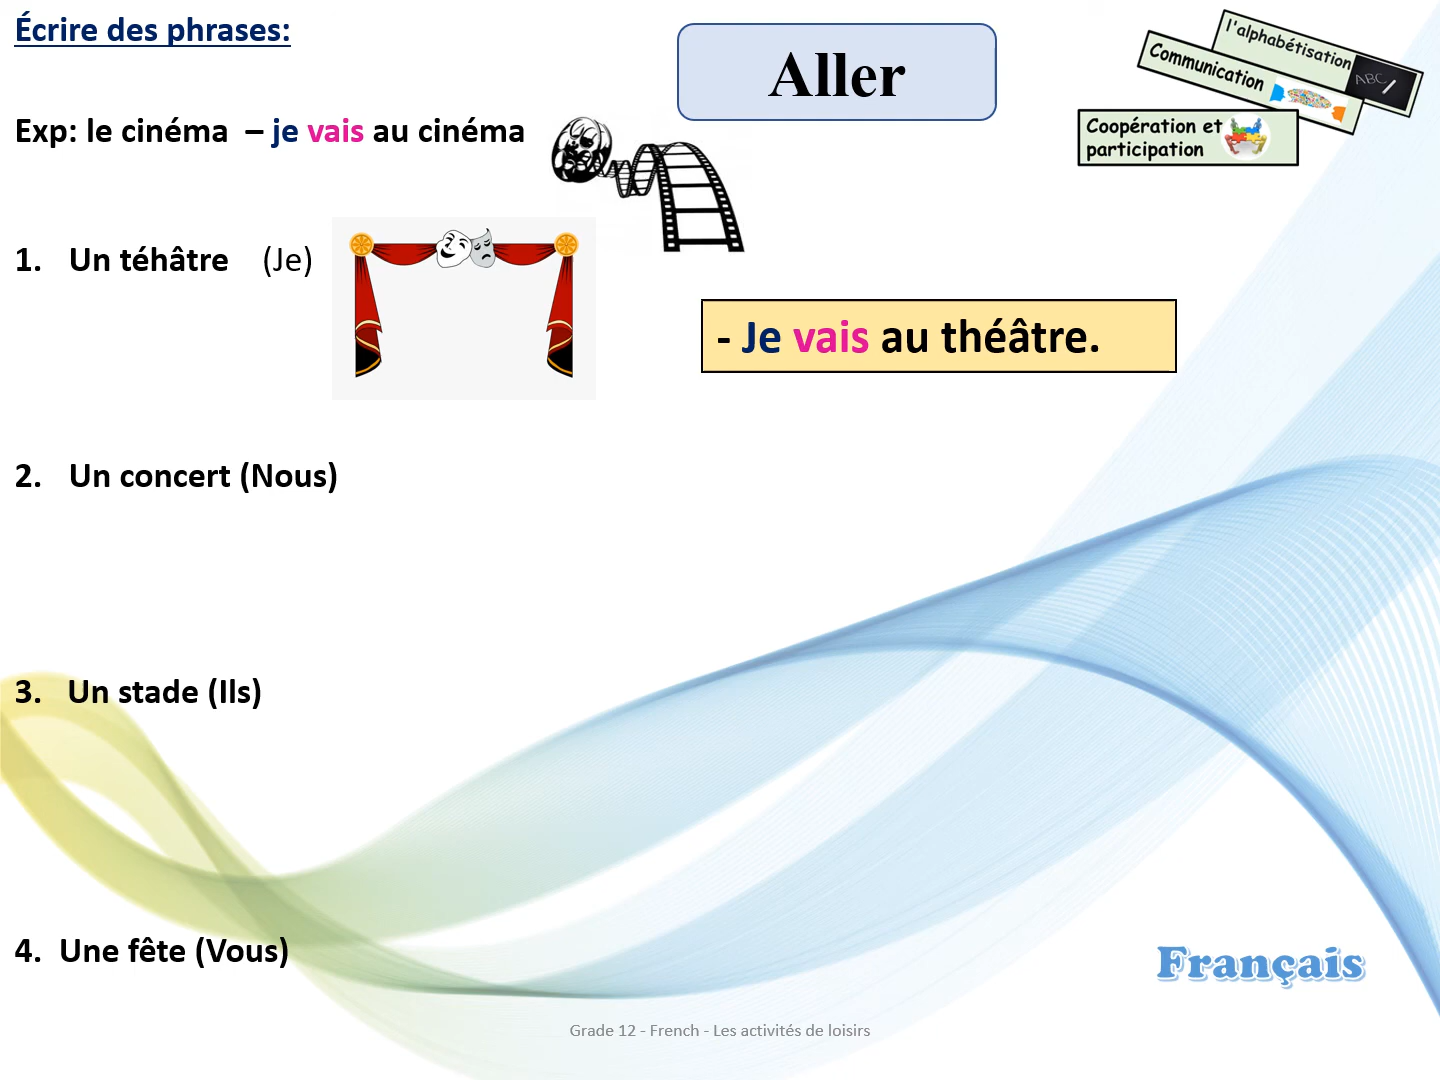 Écrire des phrases:
Aller
l'alphabétisation
ABC
Communication
Coopération et
participation
Exp: le cinéma – je vais au cinéma
1. Un téhâtre (Je)
- Je vais au théâtre.
2. Un concert (Nous)
3. Un stade (Ils)
4. Une fête (Vous)
Français
Grade 12 - French - Les activités de loisirs